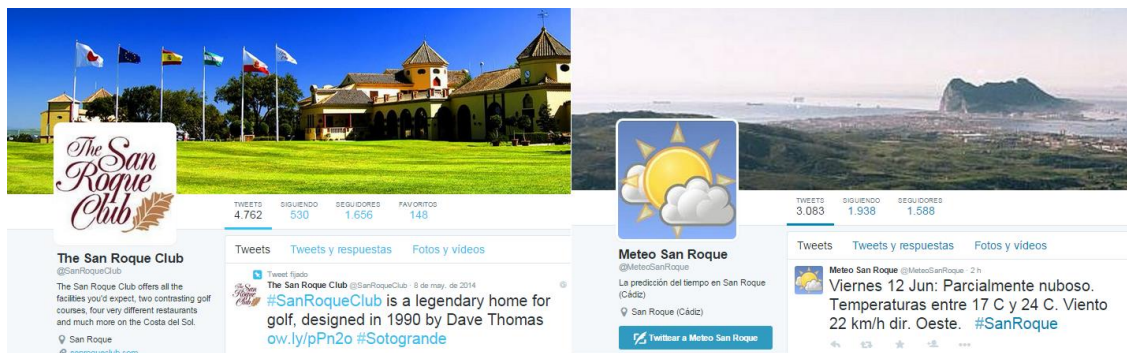 The San
Roque
Club
TWEETS SIGUIENDO SEGUIDORES FAVORITOS
4.762 530 1.656 148
The San Roque Club
@SanRoqueClub
The San Roque Club offers all the
facilities you'd expect, two contrasting golf
courses, four very different restaurants
and much more on the Costa del Sol.
San Roque
sanroqueclub.com
Tweets Tweets y respuestas Fotos y vídeos
Tweet fijado
The San Roque Club @SanRoqueClub · 8 de may. de 2014
#SanRoqueClub is a legendary home for
golf, designed in 1990 by Dave Thomas
ow.ly/pPn2o #Sotogrande
TWEETS SIGUIENDO SEGUIDORES
3.083 1.938 1.588
Meteo San Roque
@MeteoSanRoque
La predicción del tiempo en San Roque
(Cádiz)
San Roque (Cádiz)
Twittear a Meteo San Roque
Tweets Tweets y respuestas Fotos y vídeos
Meteo San Roque @MeteoSanRoque · 2 h
Viernes 12 Jun: Parcialmente nuboso.
Temperaturas entre 17 C y 24 C. Viento
22 km/h dir. Oeste. #SanRoque